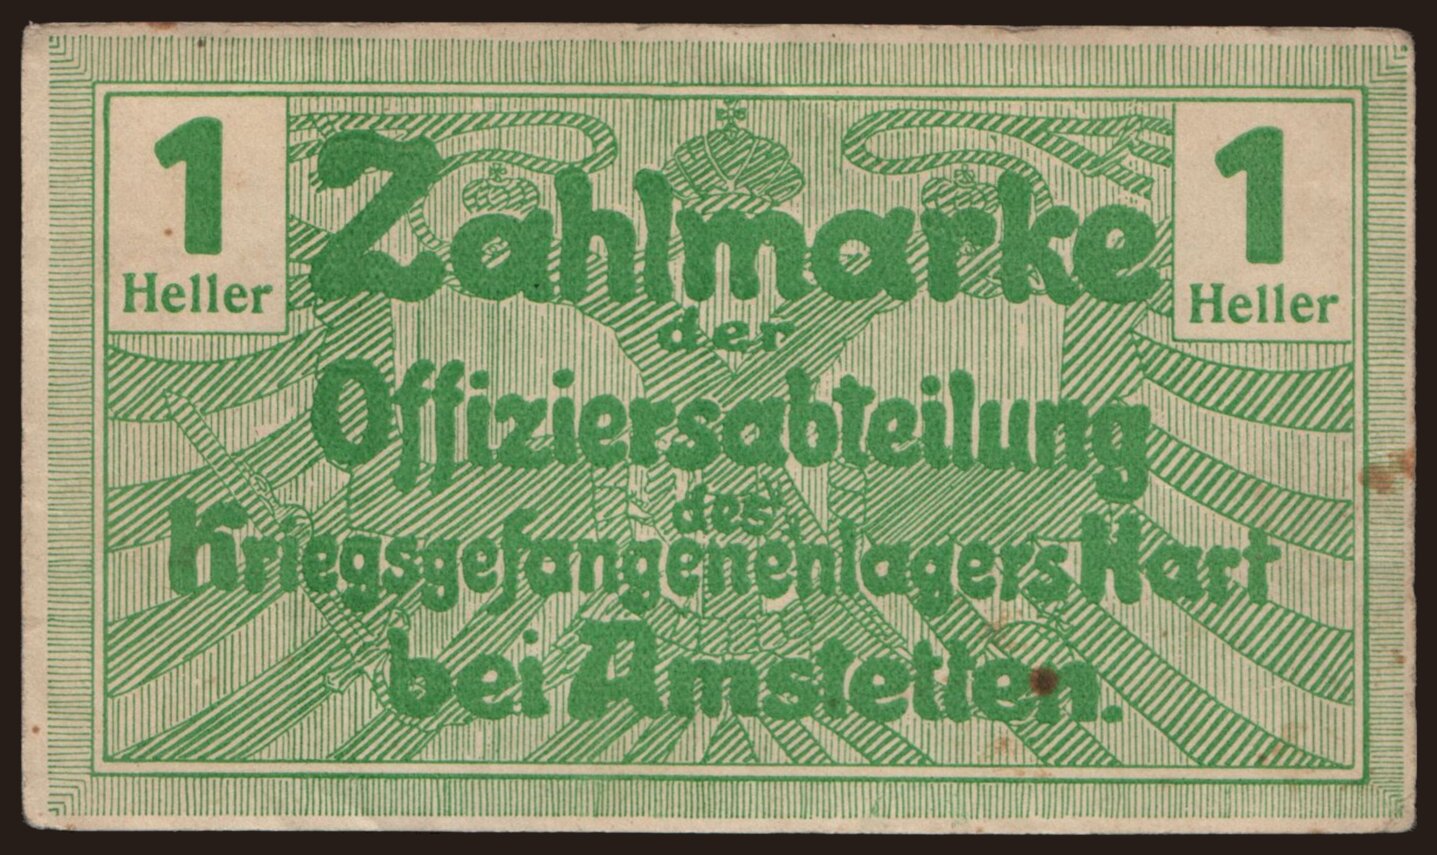 1
Heller
1
Heller
Zahlmarke
der
Offiziersabteilung
des
Kriegsgefangenenlagers Hart
bei Amstetten.